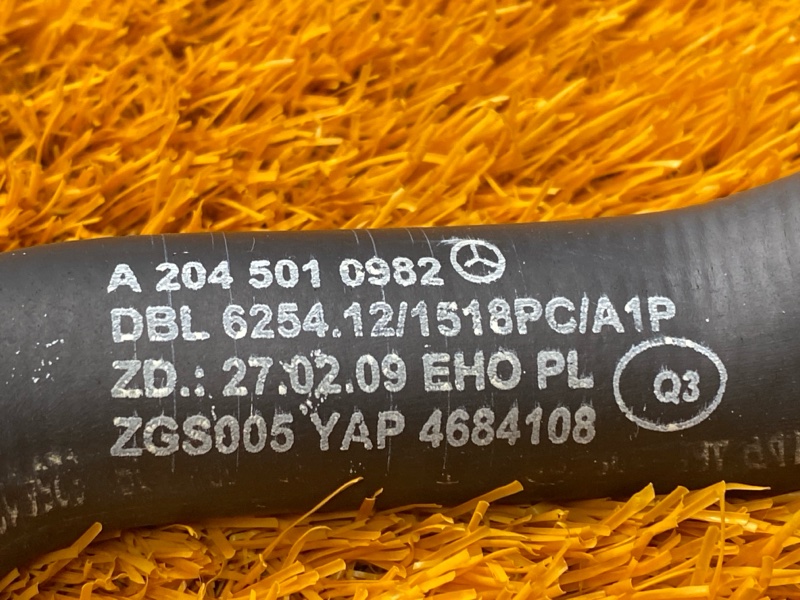 A 204 501 0982
DBL 6254.12/1518PC/A1P
ZD.: 27.02.09 EHO PL
Q3
ZGS005 YAP 4684108